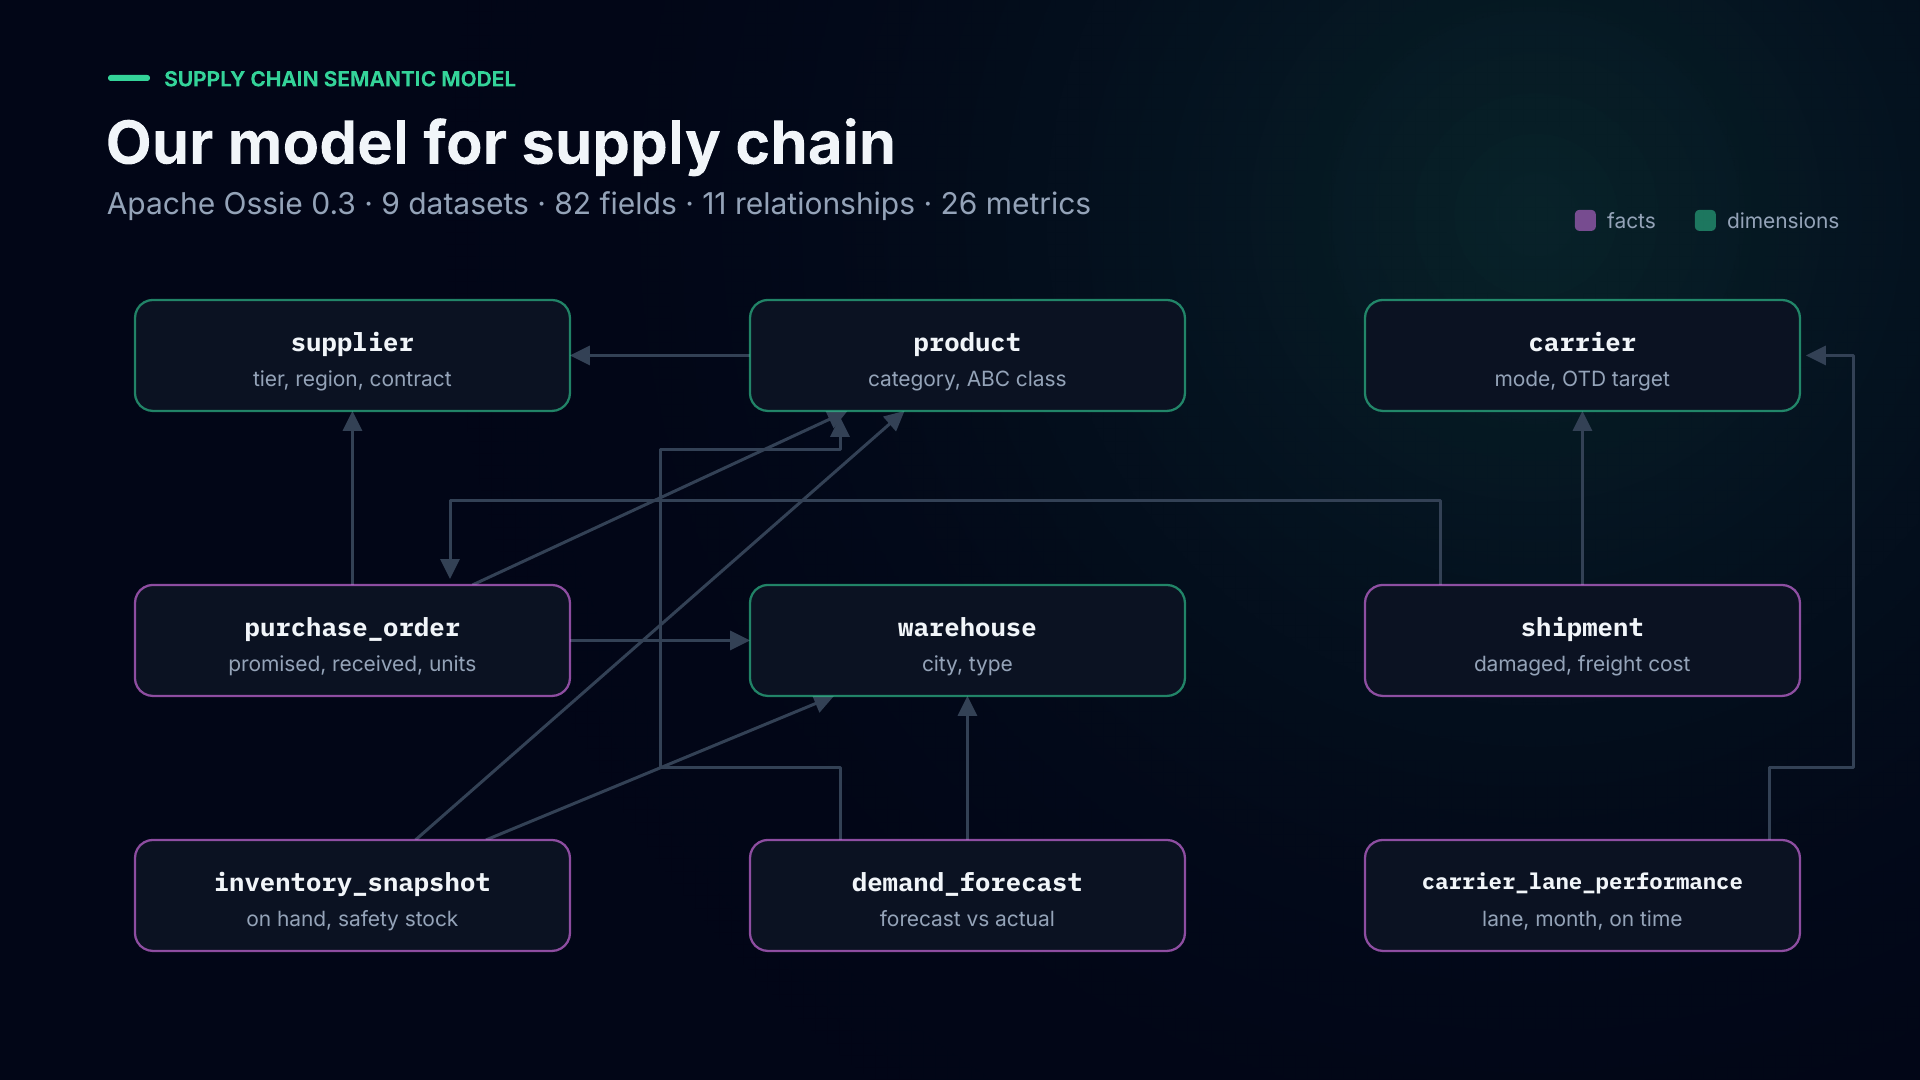 SUPPLY CHAIN SEMANTIC MODEL
Our model for supply chain
Apache Ossie 0.3 · 9 datasets · 82 fields · 11 relationships · 26 metrics
facts
dimensions
supplier
tier, region, contract
product
category, ABC class
carrier
mode, OTD target
purchase_order
promised, received, units
warehouse
city, type
shipment
damaged, freight cost
inventory_snapshot
on hand, safety stock
demand_forecast
forecast vs actual
carrier_lane_performance
lane, month, on time